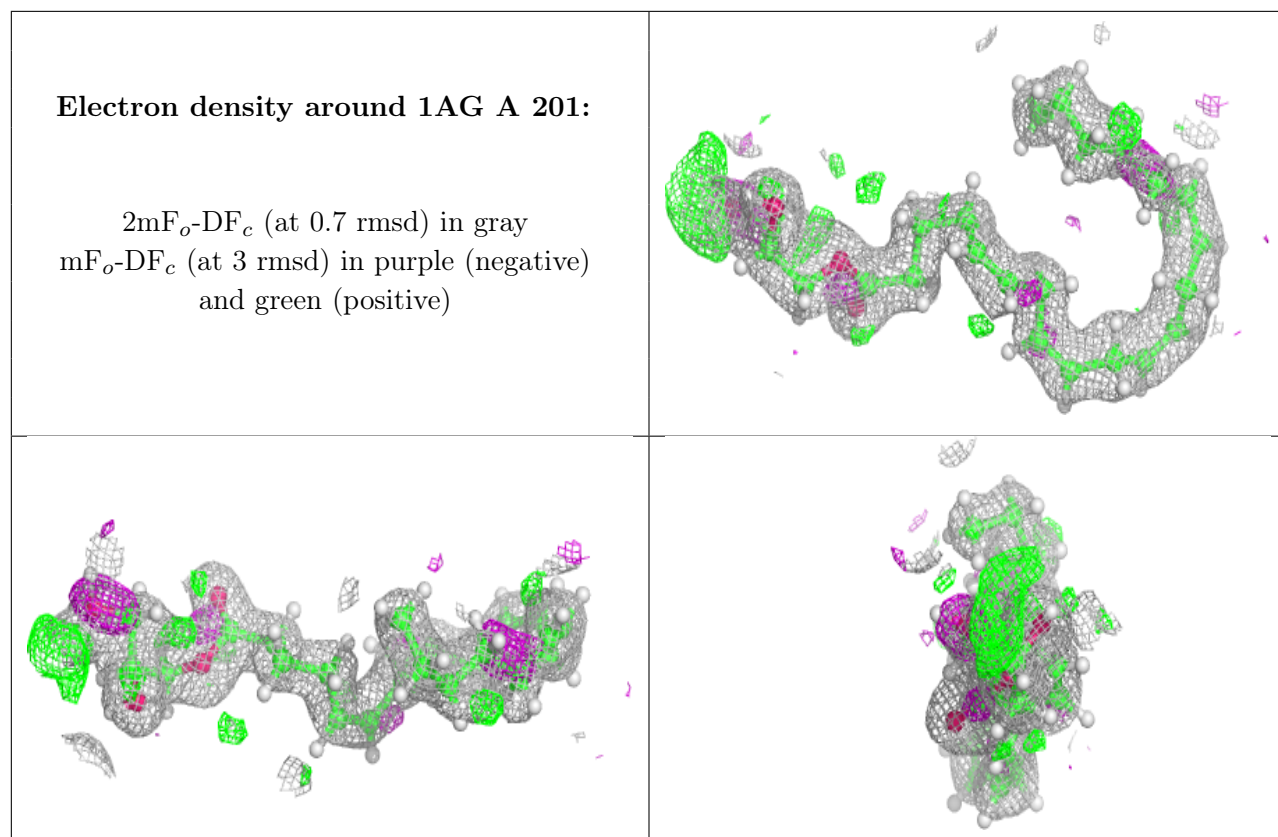 Electron density around 1AG A 201:
2mFo-DFc (at 0.7 rmsd) in gray
mFo-DFc (at 3 rmsd) in purple (negative)
and green (positive)